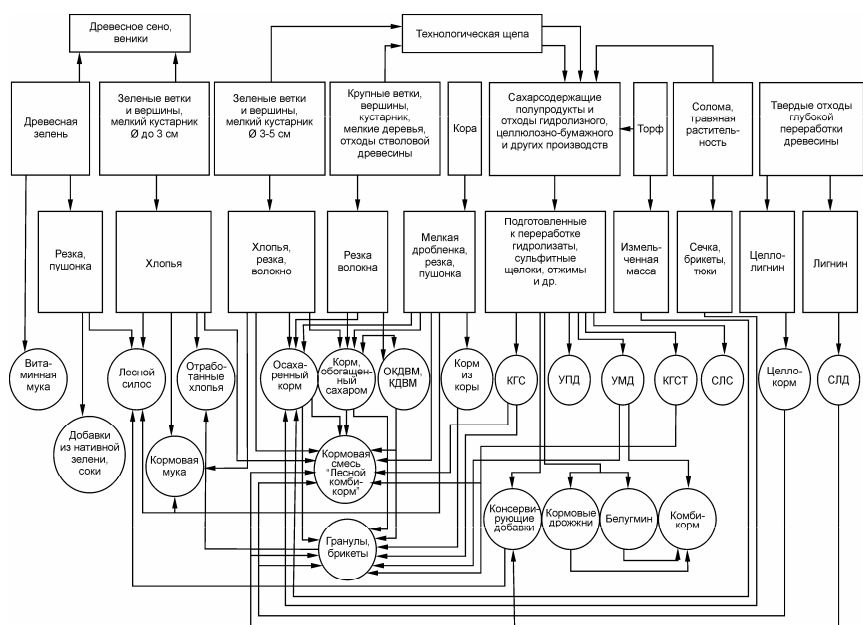 Древесное сено,
веники
Технологическая щепа
Древесная
зелень
Зеленые ветки
и вершины,
мелкий кустарник
Ø до 3 см
Зеленые ветки
и вершины,
мелкий кустарник
Ø 3-5 см
Крупные ветки,
вершины,
кустарник,
мелкие деревья,
отходы стволовой
древесины
Кора
Сахарсодержащие
полупродукты и
отходы гидролизного,
целлюлозно-бумажного
и других производств
Торф
Солома,
травяная
раститель-
ность
Твердые отходы
глубокой
переработки
древесины
Резка,
пушонка
Хлопья
Хлопья,
резка,
волокно
Резка
волокна
Мелкая
дробленка,
резка,
пушонка
Подготовленные
к переработке
гидролизаты,
сульфитные
щелоки, отжимы
и др.
Измель-
ченная
масса
Сечка,
брикеты,
тюки
Целло-
лигнин
Лигнин
Вита-
минная
мука
Лесной
силос
Отрабо-
танные
хлопья
Осаха-
ренный
корм
Корм,
обогащен-
ный
сахаром
ОКДВМ,
КДВМ
Корм
из
коры
КГС
УПД
УМД
КГСТ
СЛС
Целло-
корм
СЛД
Добавки
из нативной
зелени,
соки
Кормовая
мука
Кормовая
смесь
"Лесной
комби-
корм"
Гранулы,
брикеты
Консерви-
рующие
добавки
Кормовые
дрожжни
Белугмин
Комби-
корм